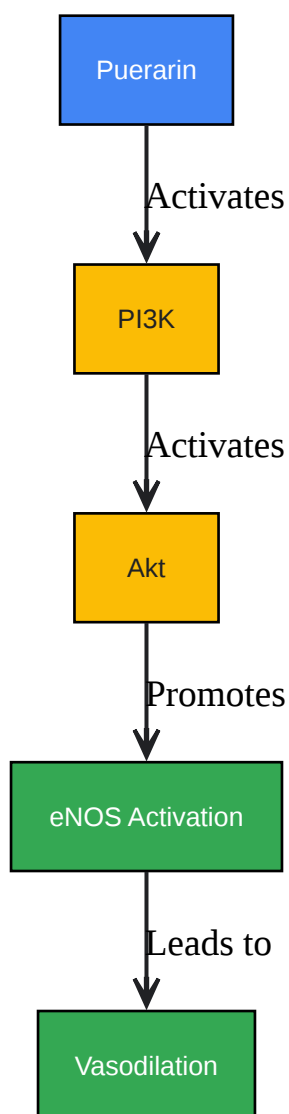 Puerarin
Activates
PI3K
Activates
Akt
Promotes
eNOS Activation
Leads to
Vasodilation